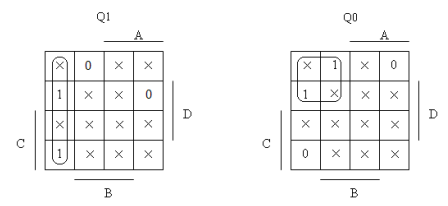 Q1 Q0
A A
× 0 × × × 1 × 0
1 × × 0 1 × × ×
D D
× × × × × × × ×
C C
1 × × × 0 × × ×
B B